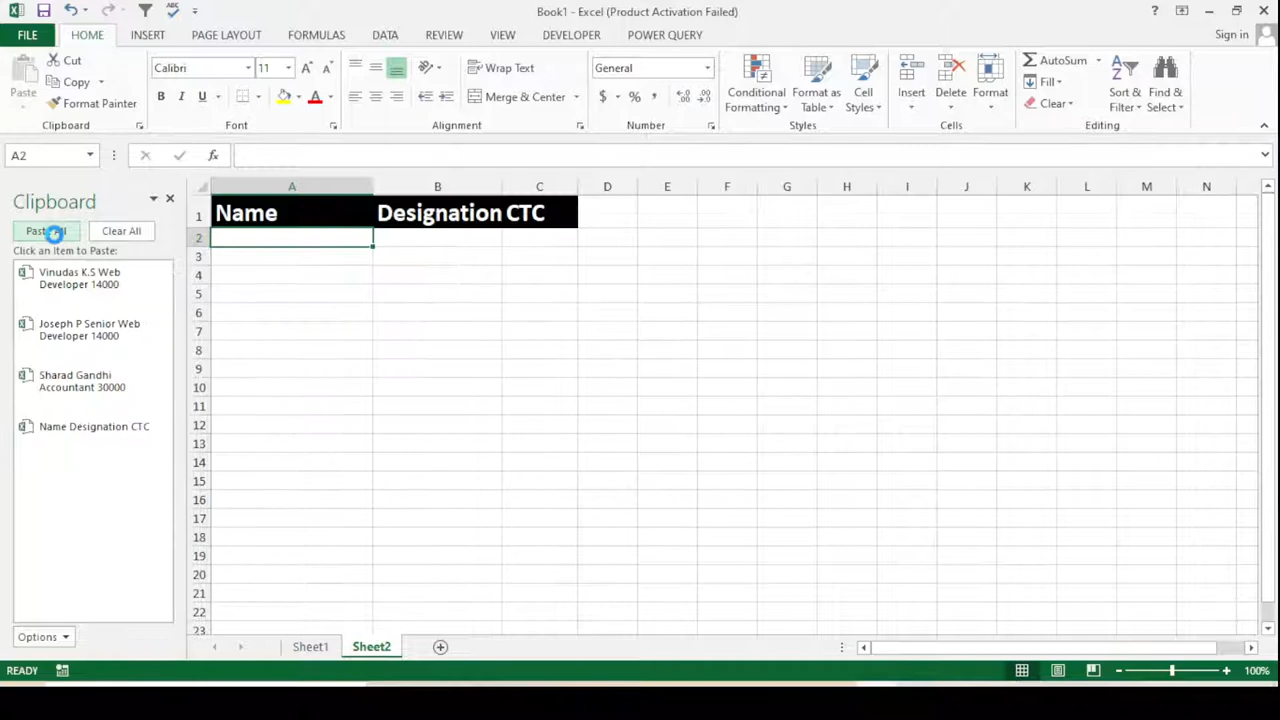 Book1 - Excel (Product Activation Failed)
?
FILE HOME INSERT PAGE LAYOUT FORMULAS DATA REVIEW VIEW DEVELOPER POWER QUERY Sign in
Paste
Cut
Copy
Format Painter
Clipboard
Calibri 11
B I U
Font
Wrap Text
Merge & Center
Alignment
General
$ % ,
Number
Conditional Formatting
Format as Table
Cell Styles
Styles
Insert
Delete
Format
Cells
AutoSum
Fill
Clear
Sort & Filter
Find & Select
Editing
A2
fx
Clipboard
Clear All
Click an Item to Paste:
Vinudas K.S Web
Developer 14000
Joseph P Senior Web
Developer 14000
Sharad Gandhi
Accountant 30000
Name Designation CTC
Options
A B C D E F G H I J K L M N
1 Name Designation CTC
2
3
4
5
6
7
8
9
10
11
12
13
14
15
16
17
18
19
20
21
22
23
Sheet1 Sheet2
READY
100%